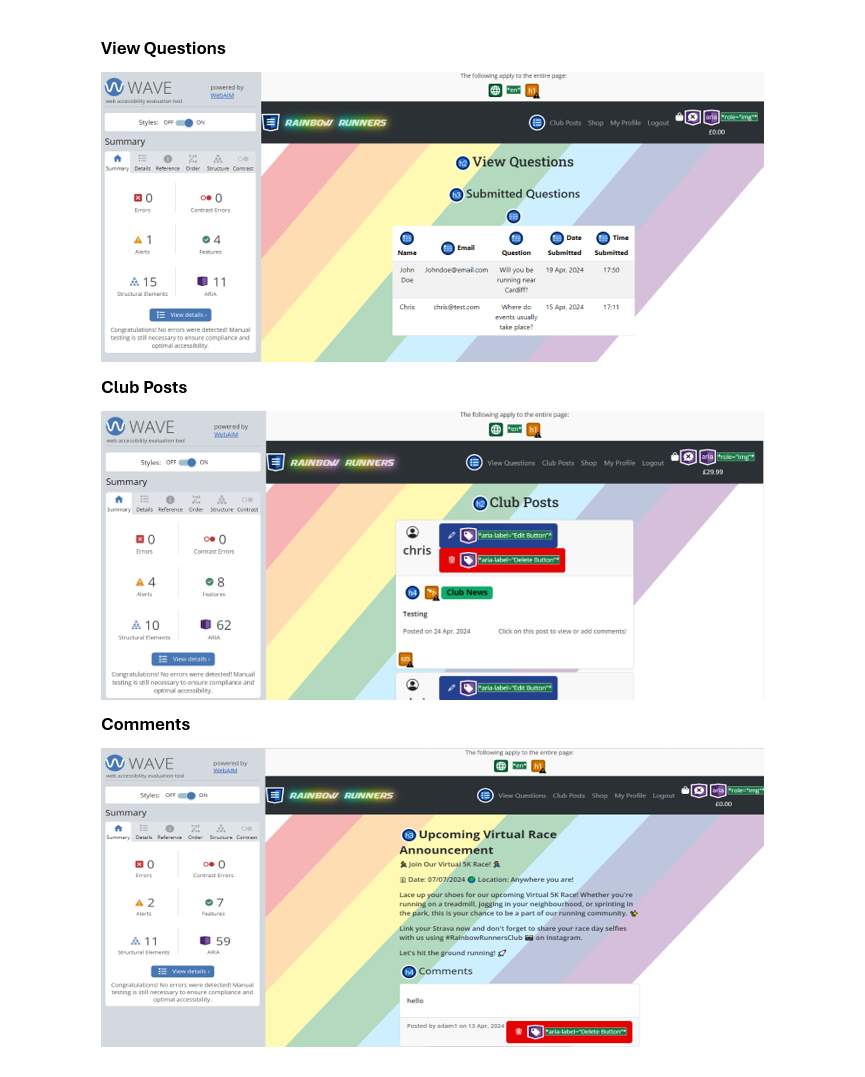 View Questions
WAVE
powered by
WebAIM
web accessibility evaluation tool
Styles: OFF ON
Summary
Summary Details Reference Order Structure Contrast
0
Errors
0
Contrast Errors
1
Alerts
4
Features
15
Structural Elements
11
ARIA
View details ›
Congratulations! No errors were detected! Manual
testing is still necessary to ensure compliance and
optimal accessibility.
The following apply to the entire page:
*en* h1
RAINBOW RUNNERS
Club Posts Shop My Profile Logout
aria *role="img"*
£0.00
h2 View Questions
h3 Submitted Questions
Name Email Question Date Submitted Time Submitted
John Doe Johndoe@email.com Will you be running near Cardiff? 19 Apr, 2024 17:50
Chris chris@test.com Where do events usually take place? 15 Apr, 2024 17:11
Club Posts
WAVE
powered by
WebAIM
web accessibility evaluation tool
Styles: OFF ON
Summary
Summary Details Reference Order Structure Contrast
0
Errors
0
Contrast Errors
4
Alerts
8
Features
10
Structural Elements
62
ARIA
View details ›
Congratulations! No errors were detected! Manual
testing is still necessary to ensure compliance and
optimal accessibility.
The following apply to the entire page:
*en* h1
RAINBOW RUNNERS
View Questions Club Posts Shop My Profile Logout
aria *role="img"*
£29.99
h2 Club Posts
chris
*aria-label="Edit Button"*
*aria-label="Delete Button"*
h4 Club News
Testing
Posted on 24 Apr, 2024 Click on this post to view or add comments!
*aria-label="Edit Button"*
Comments
WAVE
powered by
WebAIM
web accessibility evaluation tool
Styles: OFF ON
Summary
Summary Details Reference Order Structure Contrast
0
Errors
0
Contrast Errors
2
Alerts
7
Features
11
Structural Elements
59
ARIA
View details ›
Congratulations! No errors were detected! Manual
testing is still necessary to ensure compliance and
optimal accessibility.
The following apply to the entire page:
*en* h1
RAINBOW RUNNERS
View Questions Club Posts Shop My Profile Logout
aria *role="img"*
£0.00
h3 Upcoming Virtual Race
Announcement
Join Our Virtual 5K Race!
Date: 07/07/2024 Location: Anywhere you are!
Lace up your shoes for our upcoming Virtual 5K Race! Whether you're
running on a treadmill, jogging in your neighbourhood, or sprinting in
the park, this is your chance to be a part of our running community.
Link your Strava now and don't forget to share your race day selfies
with us using #RainbowRunnersClub on Instagram.
Let's hit the ground running!
h4 Comments
hello
Posted by adam1 on 13 Apr, 2024
*aria-label="Delete Button"*